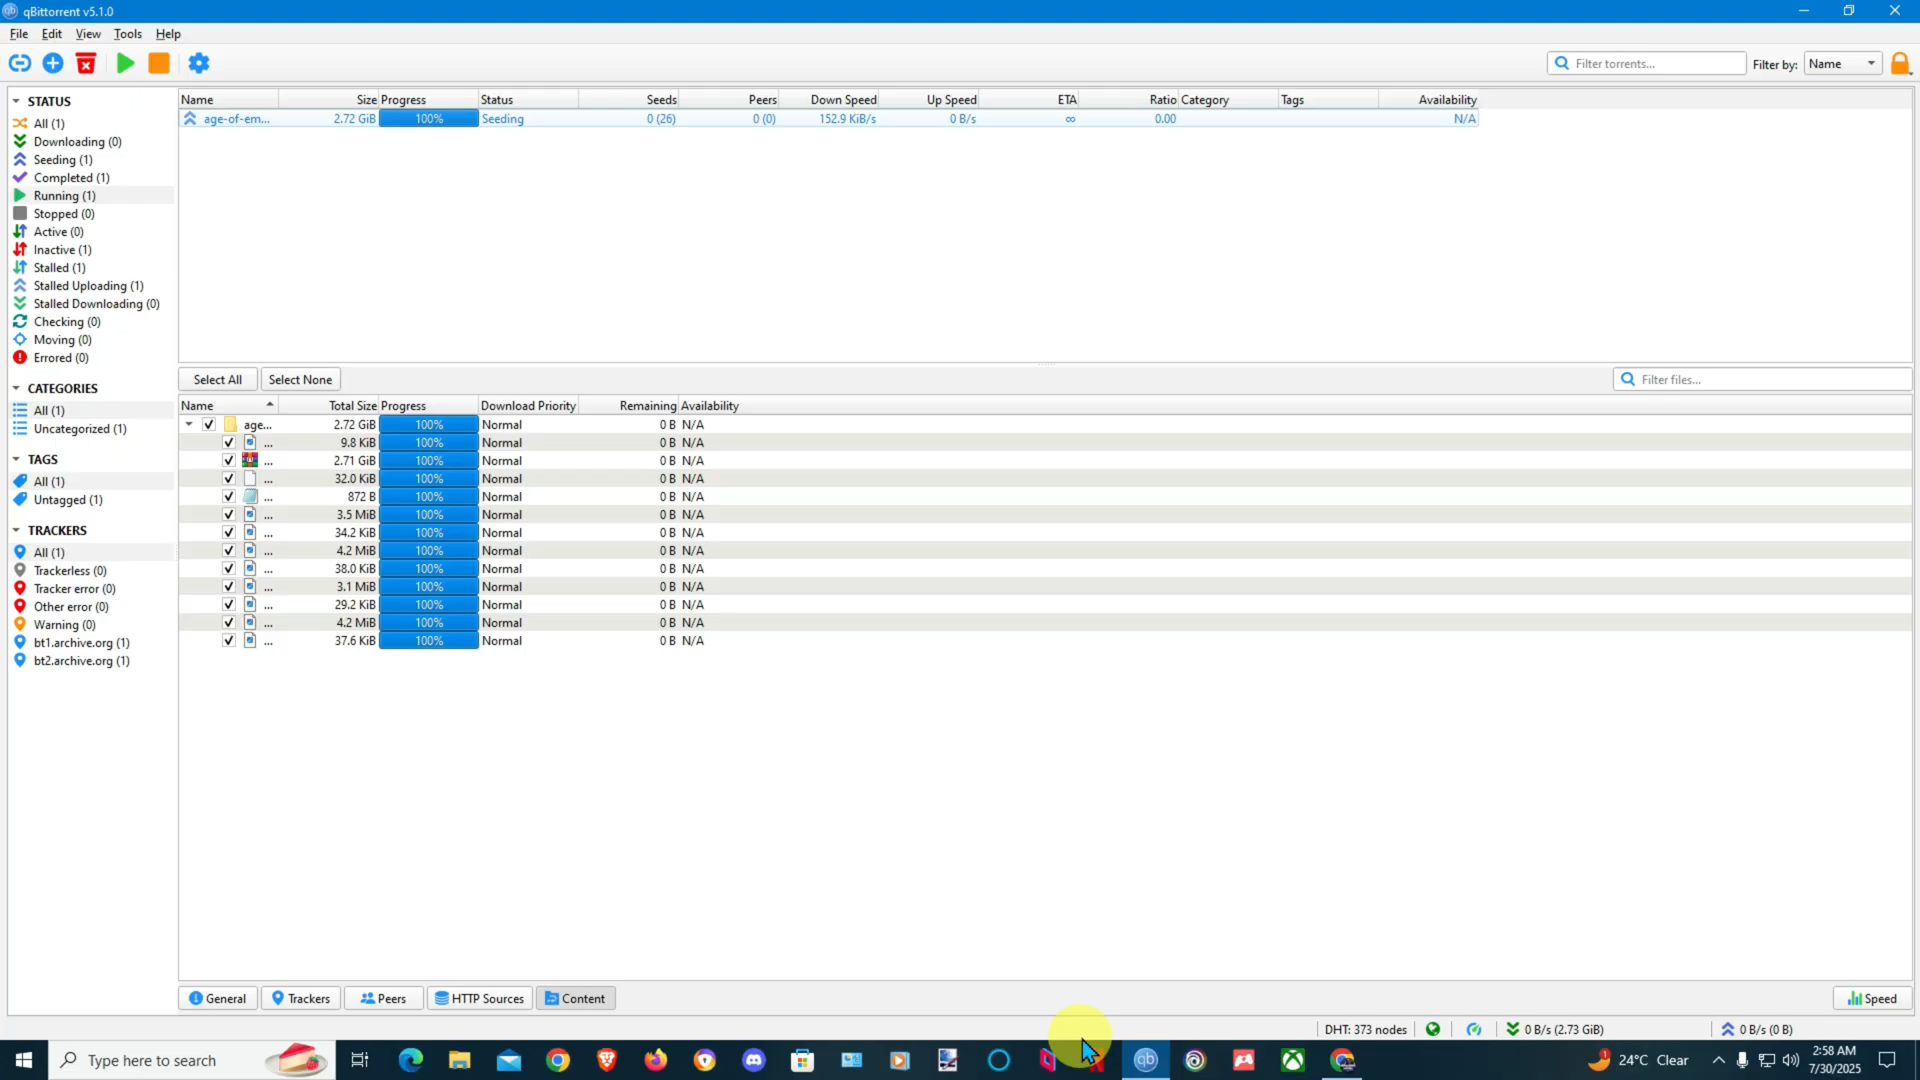 qBittorrent v5.1.0
File Edit View Tools Help
Filter torrents... Filter by: Name
STATUS
All (1)
Downloading (0)
Seeding (1)
Completed (1)
Running (1)
Stopped (0)
Active (0)
Inactive (1)
Stalled (1)
Stalled Uploading (1)
Stalled Downloading (0)
Checking (0)
Moving (0)
Errored (0)
CATEGORIES
All (1)
Uncategorized (1)
TAGS
All (1)
Untagged (1)
TRACKERS
All (1)
Trackerless (0)
Tracker error (0)
Other error (0)
Warning (0)
bt1.archive.org (1)
bt2.archive.org (1)
Name Size Progress Status Seeds Peers Down Speed Up Speed ETA Ratio Category Tags Availability
age-of-em... 2.72 GiB 100% Seeding 0 (26) 0 (0) 152.9 KiB/s 0 B/s ∞ 0.00 N/A
Select All Select None Filter files...
Name Total Size Progress Download Priority Remaining Availability
age... 2.72 GiB 100% Normal 0 B N/A
... 9.8 KiB 100% Normal 0 B N/A
... 2.71 GiB 100% Normal 0 B N/A
... 32.0 KiB 100% Normal 0 B N/A
... 872 B 100% Normal 0 B N/A
... 3.5 MiB 100% Normal 0 B N/A
... 34.2 KiB 100% Normal 0 B N/A
... 4.2 MiB 100% Normal 0 B N/A
... 38.0 KiB 100% Normal 0 B N/A
... 3.1 MiB 100% Normal 0 B N/A
... 29.2 KiB 100% Normal 0 B N/A
... 4.2 MiB 100% Normal 0 B N/A
... 37.6 KiB 100% Normal 0 B N/A
General Trackers Peers HTTP Sources Content Speed
DHT: 373 nodes 0 B/s (2.73 GiB) 0 B/s (0 B)
Type here to search qb 24°C Clear 2:58 AM
7/30/2025